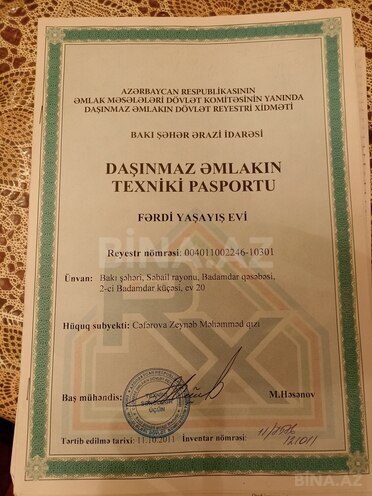 AZƏRBAYCAN RESPUBLİKASININ
ƏMLAK MƏSƏLƏLƏRİ DÖVLƏT KOMİTƏSİNİN YANINDA
DAŞINMAZ ƏMLAKIN DÖVLƏT REYESTRİ XİDMƏTİ
BAKI ŞƏHƏR ƏRAZİ İDARƏSİ
DAŞINMAZ ƏMLAKIN
TEXNİKİ PASPORTU
FƏRDİ YAŞAYIŞ EVİ
Reyestr nömrəsi: 004011002246-10301
BİNA.AZ
Ünvan: Bakı şəhəri, Səbail rayonu, Badamdar qəsəbəsi,
2-ci Badamdar küçəsi, ev 20
Hüquq subyekti: Cəfərova Zeynəb Məhəmməd qızı
Baş mühəndis: M.Həsənov
Tərtib edilmə tarixi: 11.10.2011 İnventar nömrəsi:
BINA.AZ